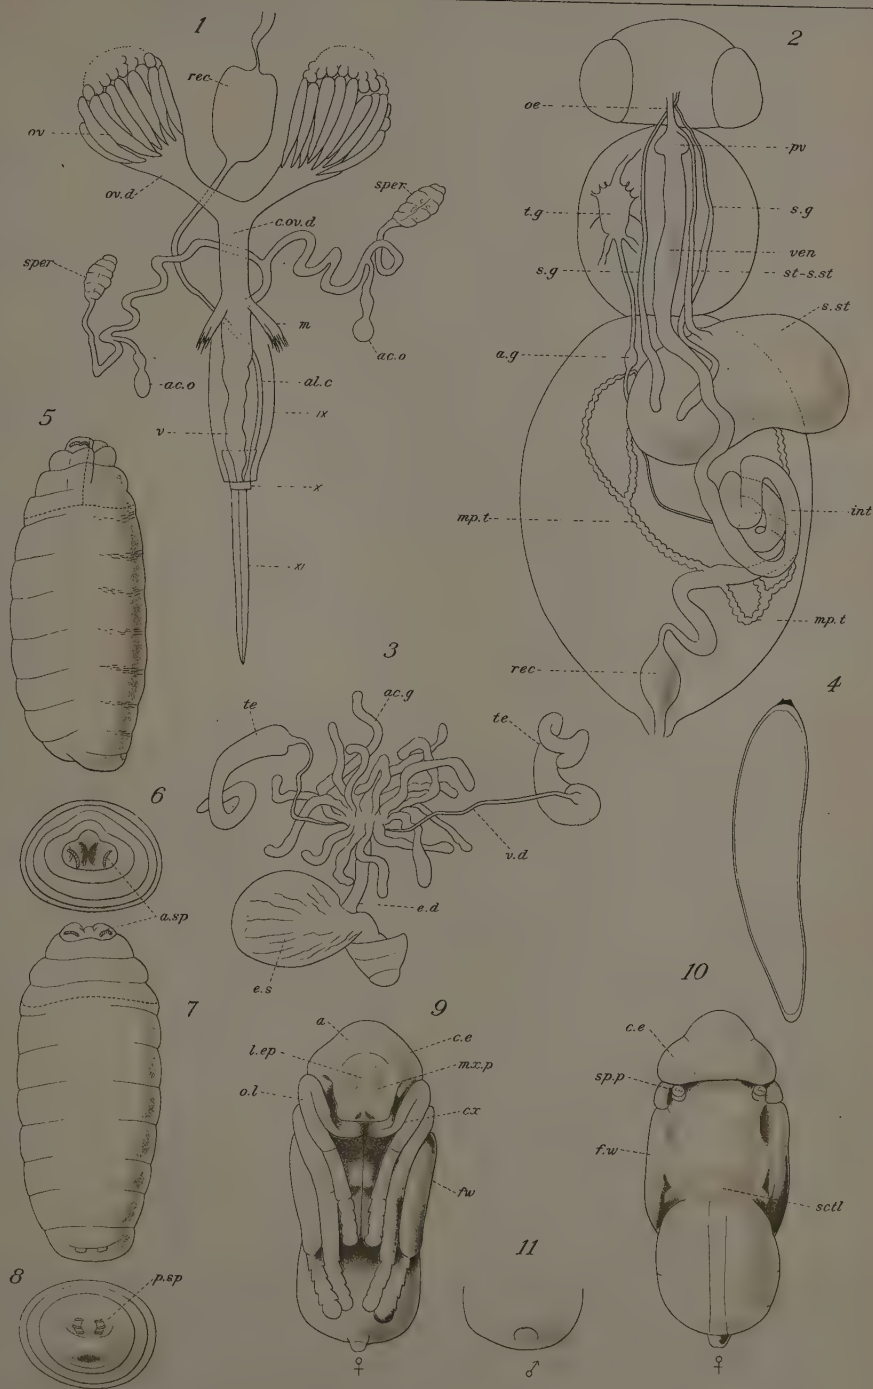 1
rec
ov
ov.d
c.ov.d
sper
sper
m
ac.o
ac.o
al.c
IX
v
X
XI
2
oe
pv
t.g
s.g
ven
s.g
st-s.st
s.st
a.g
mp.t
int
mp.t
rec
3
te
ac.g
te
v.d
e.d
e.s
4
5
6
a.sp
7
8
p.sp
9
a
c.e
l.ep
mx.p
o.l
cx
fw
♀
10
c.e
sp.p
f.w
sctl
♀
11
♂